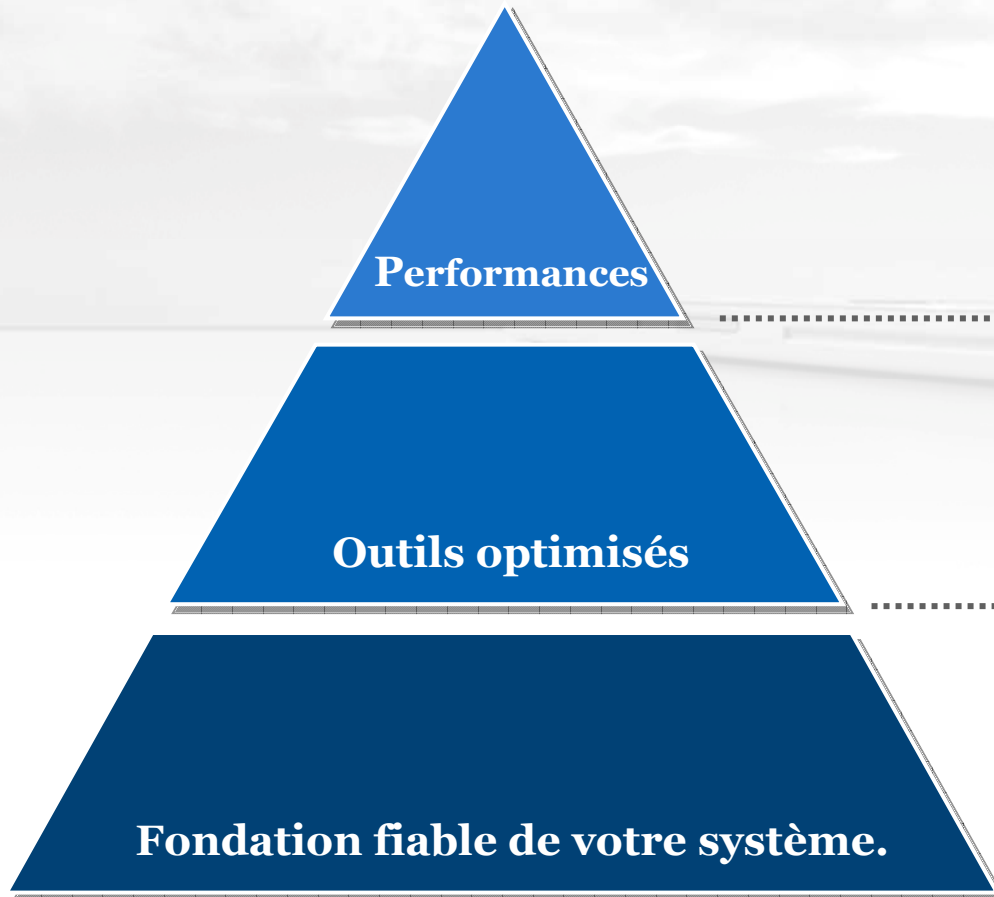 Performances
Outils optimisés
Fondation fiable de votre système.